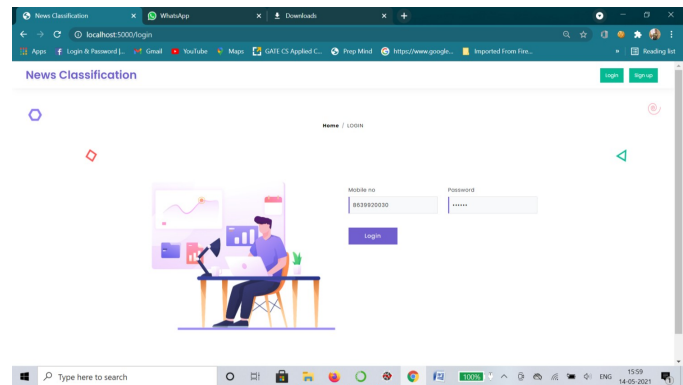 News Classification
WhatsApp
Downloads
localhost:5000/login
Apps
Login & Password |...
Gmail
YouTube
Maps
GATE CS Applied C...
Prep Mind
https://www.google...
Imported From Fire...
»
Reading list
News Classification
Login
Sign up
Home / LOGIN
Mobile no
Password
8639920030
••••••
Login
Type here to search
100%
ENG
15:59
14-05-2021